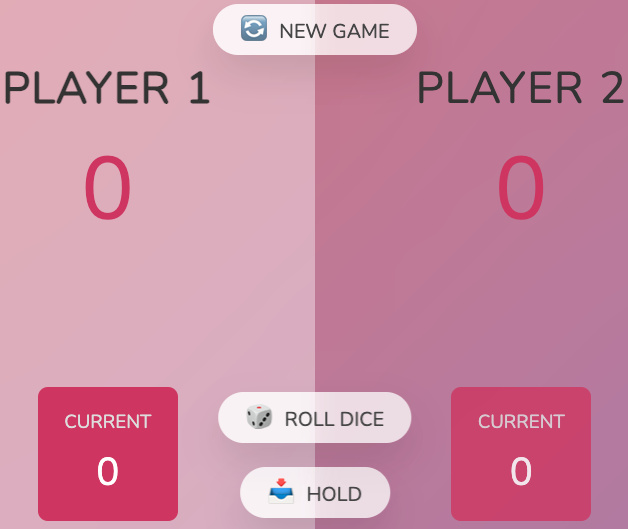 NEW GAME
PLAYER 1
0
PLAYER 2
0
CURRENT
0
ROLL DICE
HOLD
CURRENT
0